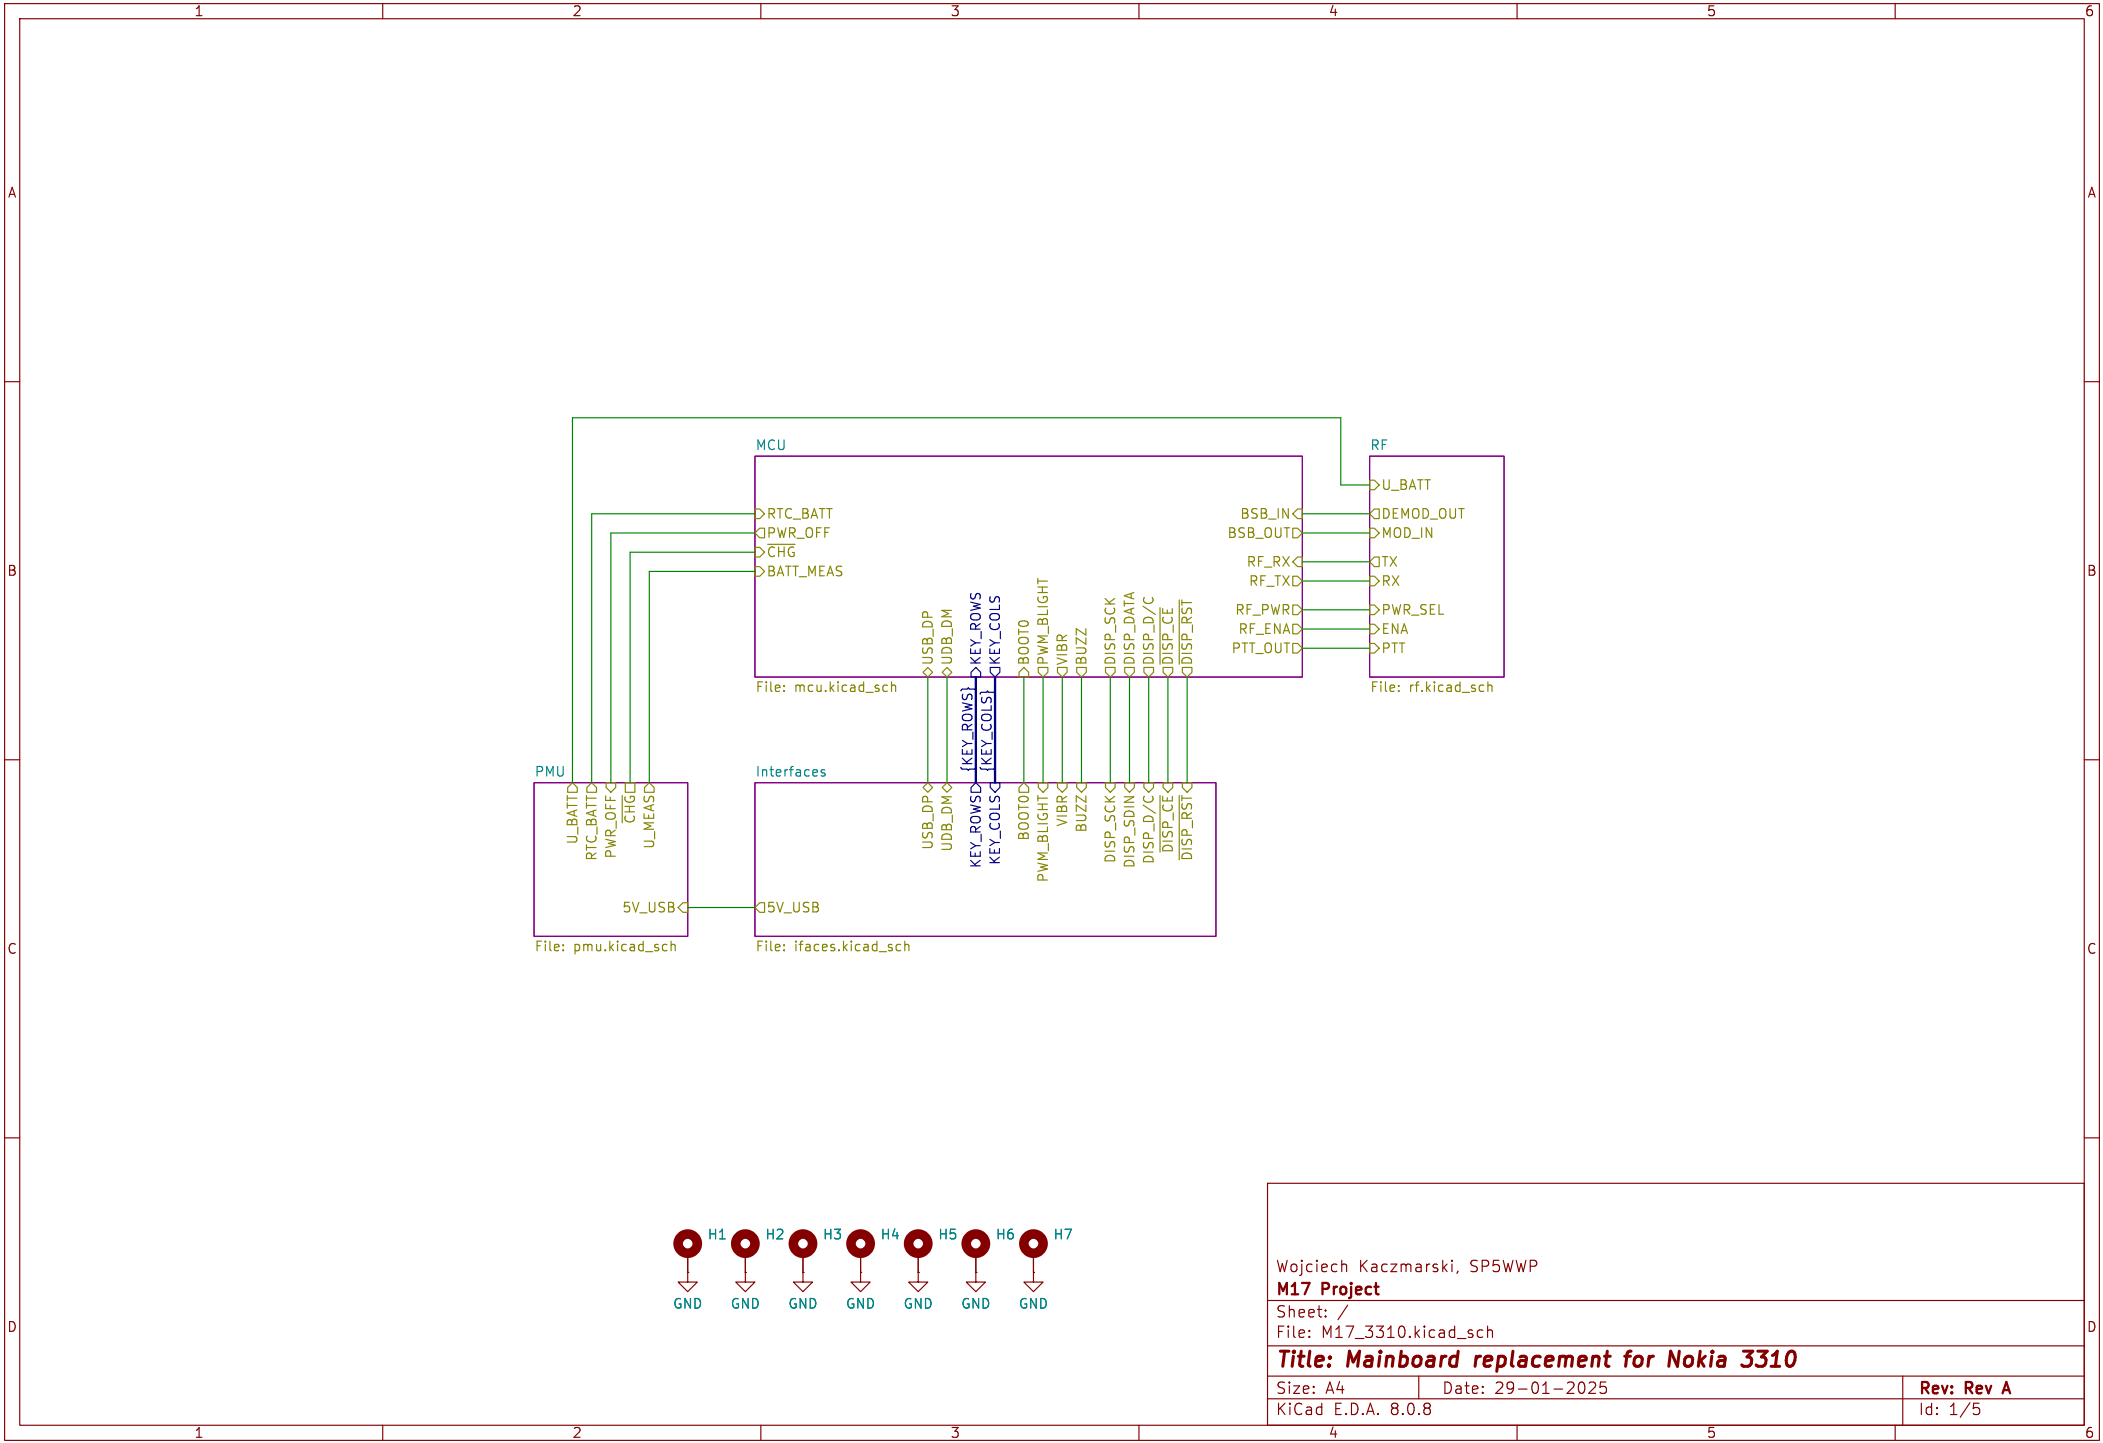 1 2 3 4 5 6
A A
B B
C C
D D
MCU
RTC_BATT
PWR_OFF
CHG
BATT_MEAS
BSB_IN
BSB_OUT
RF_RX
RF_TX
RF_PWR
RF_ENA
PTT_OUT
USB_DP
UDB_DM
KEY_ROWS
KEY_COLS
BOOT0
PWM_BLIGHT
VIBR
BUZZ
DISP_SCK
DISP_DATA
DISP_D/C
DISP_CE
DISP_RST
File: mcu.kicad_sch
RF
U_BATT
DEMOD_OUT
MOD_IN
TX
RX
PWR_SEL
ENA
PTT
File: rf.kicad_sch
{KEY_ROWS}
{KEY_COLS}
PMU
U_BATT
RTC_BATT
PWR_OFF
CHG
U_MEAS
5V_USB
File: pmu.kicad_sch
Interfaces
USB_DP
UDB_DM
KEY_ROWS
KEY_COLS
BOOT0
PWM_BLIGHT
VIBR
BUZZ
DISP_SCK
DISP_SDIN
DISP_D/C
DISP_CE
DISP_RST
5V_USB
File: ifaces.kicad_sch
H1 H2 H3 H4 H5 H6 H7
GND GND GND GND GND GND GND
Wojciech Kaczmarski, SP5WWP
M17 Project
Sheet: /
File: M17_3310.kicad_sch
Title: Mainboard replacement for Nokia 3310
Size: A4 Date: 29-01-2025 Rev: Rev A
KiCad E.D.A. 8.0.8 Id: 1/5
1 2 3 4 5 6